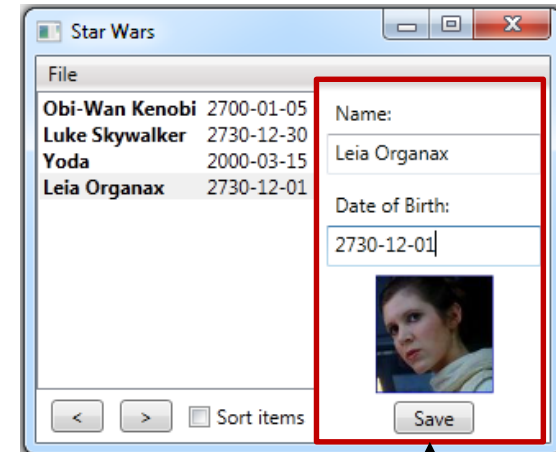 Star Wars
File
Obi-Wan Kenobi 2700-01-05
Luke Skywalker 2730-12-30
Yoda 2000-03-15
Leia Organax 2730-12-01
Name:
Leia Organax
Date of Birth:
2730-12-01
< > Sort items
Save